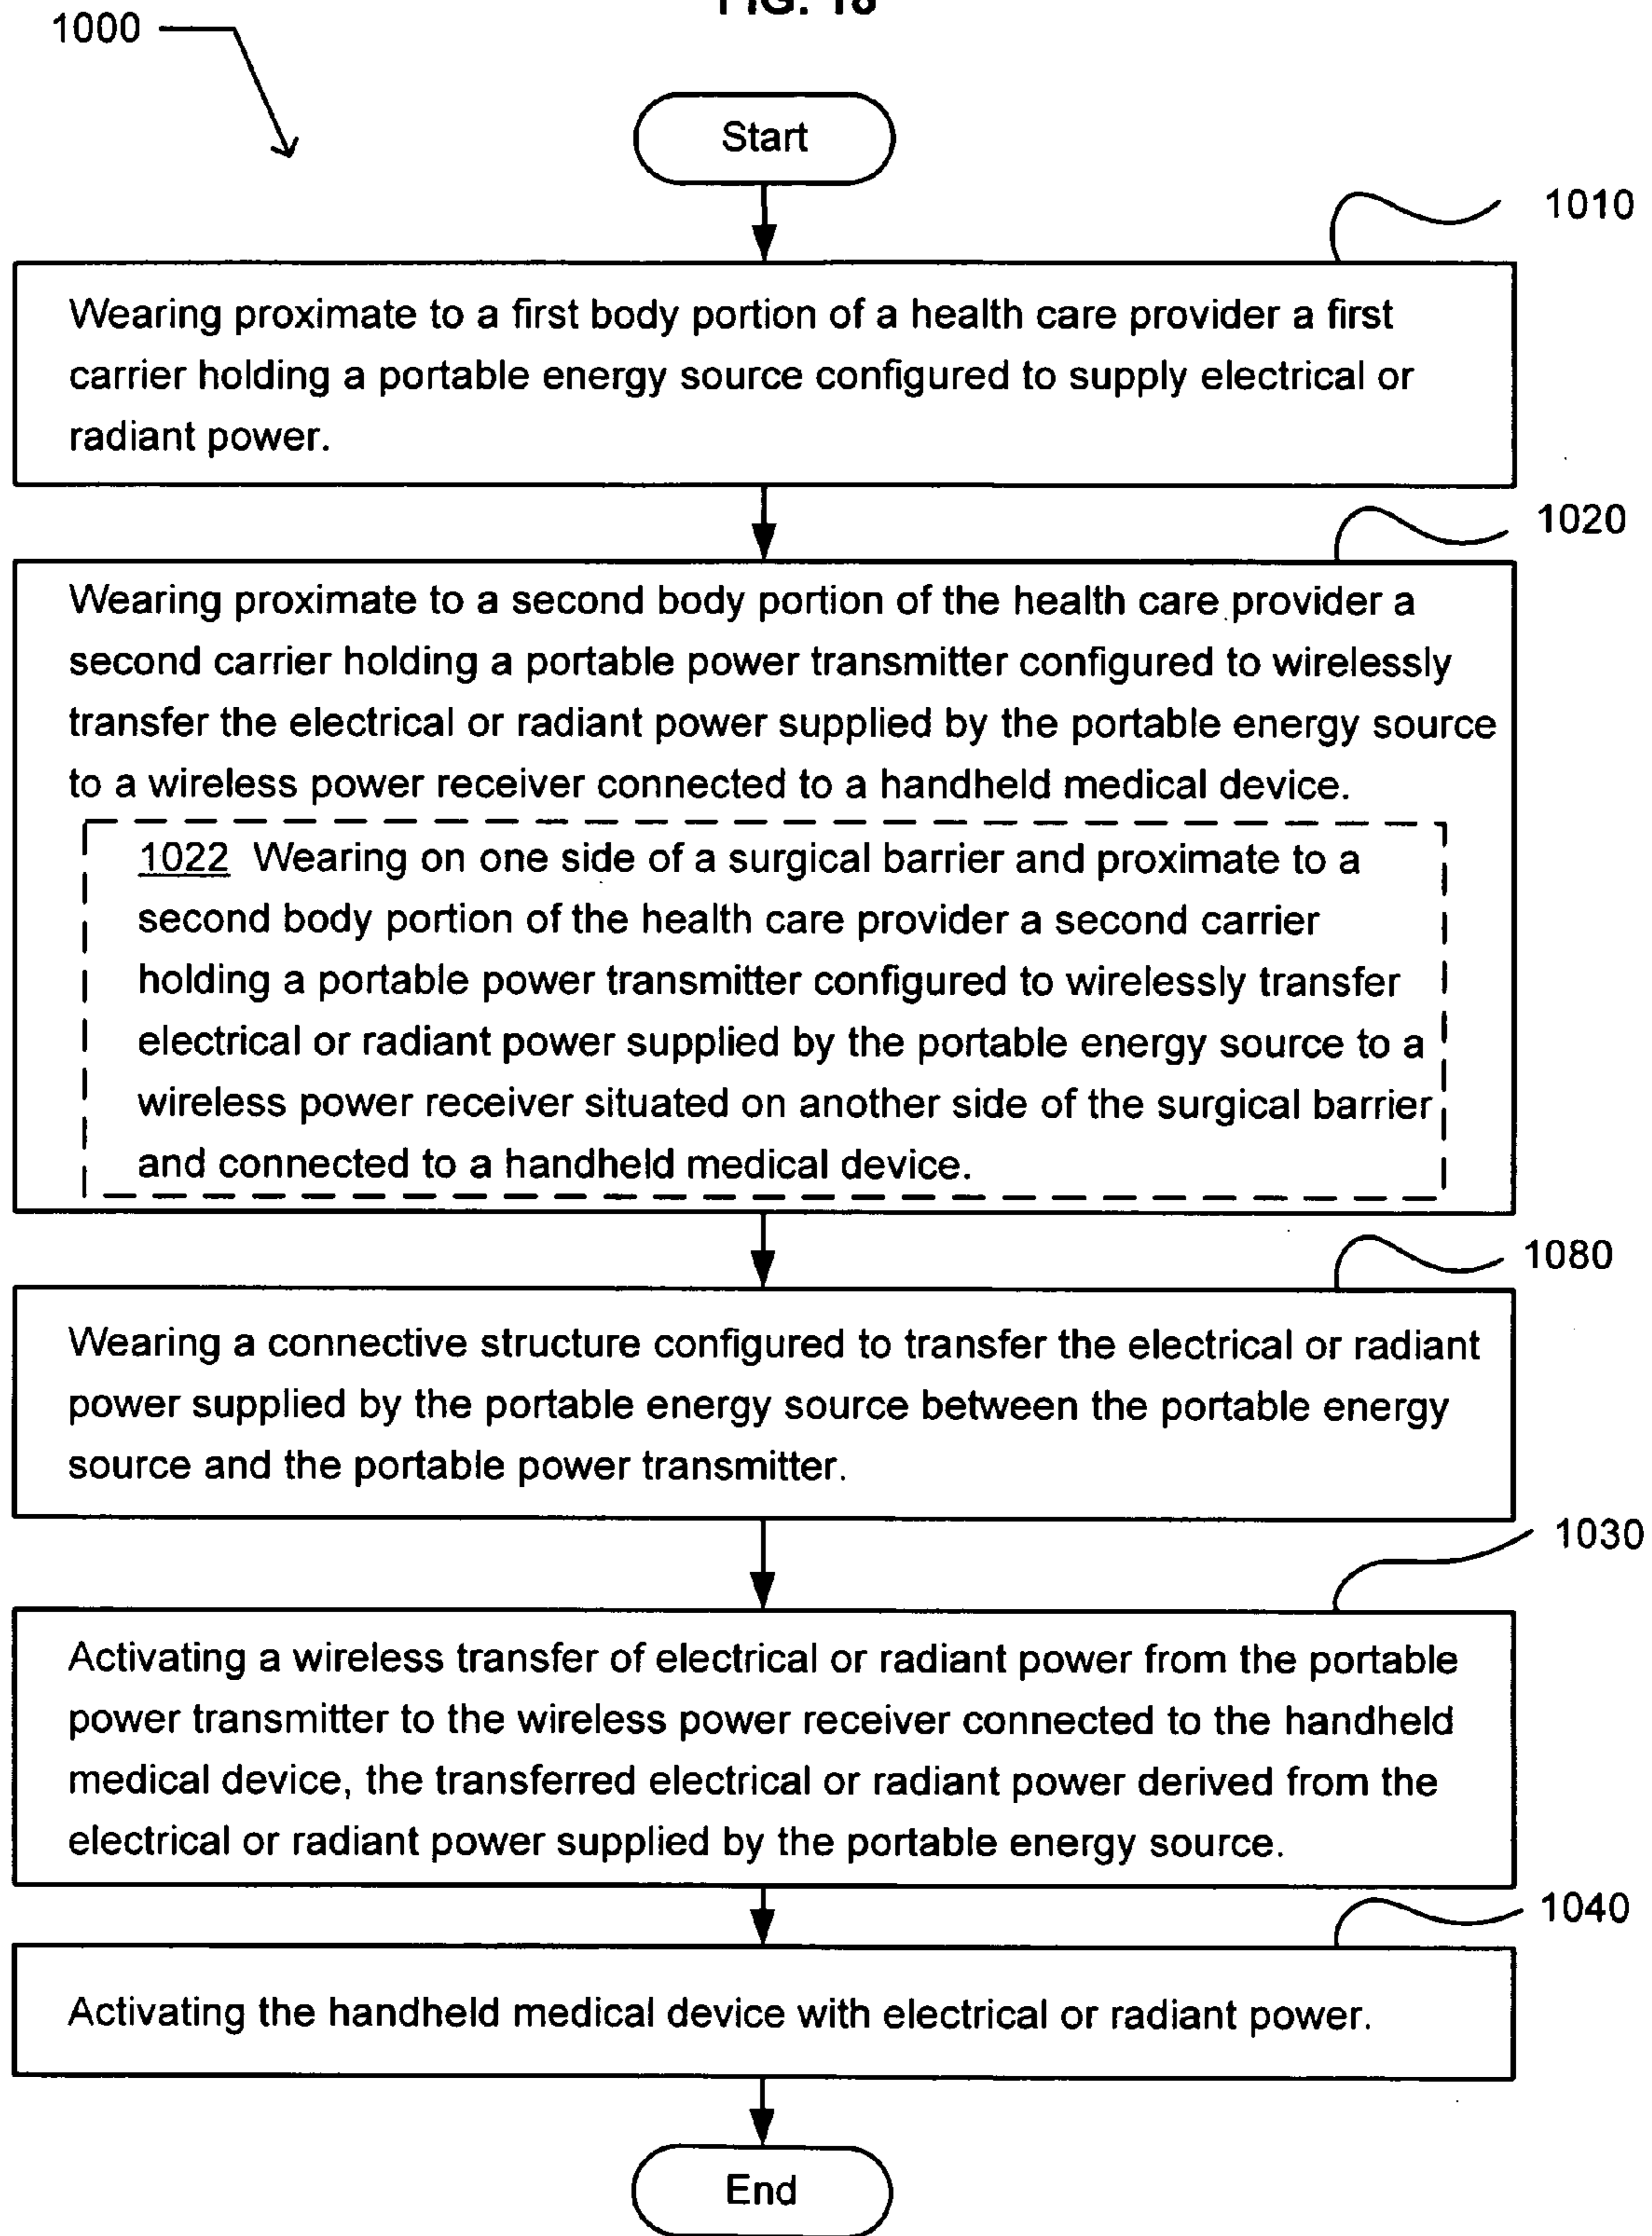 FIG. 18
1000
Start
1010
Wearing proximate to a first body portion of a health care provider a first
carrier holding a portable energy source configured to supply electrical or
radiant power.
1020
Wearing proximate to a second body portion of the health care provider a
second carrier holding a portable power transmitter configured to wirelessly
transfer the electrical or radiant power supplied by the portable energy source
to a wireless power receiver connected to a handheld medical device.
1022 Wearing on one side of a surgical barrier and proximate to a
second body portion of the health care provider a second carrier
holding a portable power transmitter configured to wirelessly transfer
electrical or radiant power supplied by the portable energy source to a
wireless power receiver situated on another side of the surgical barrier
and connected to a handheld medical device.
1080
Wearing a connective structure configured to transfer the electrical or radiant
power supplied by the portable energy source between the portable energy
source and the portable power transmitter.
1030
Activating a wireless transfer of electrical or radiant power from the portable
power transmitter to the wireless power receiver connected to the handheld
medical device, the transferred electrical or radiant power derived from the
electrical or radiant power supplied by the portable energy source.
1040
Activating the handheld medical device with electrical or radiant power.
End